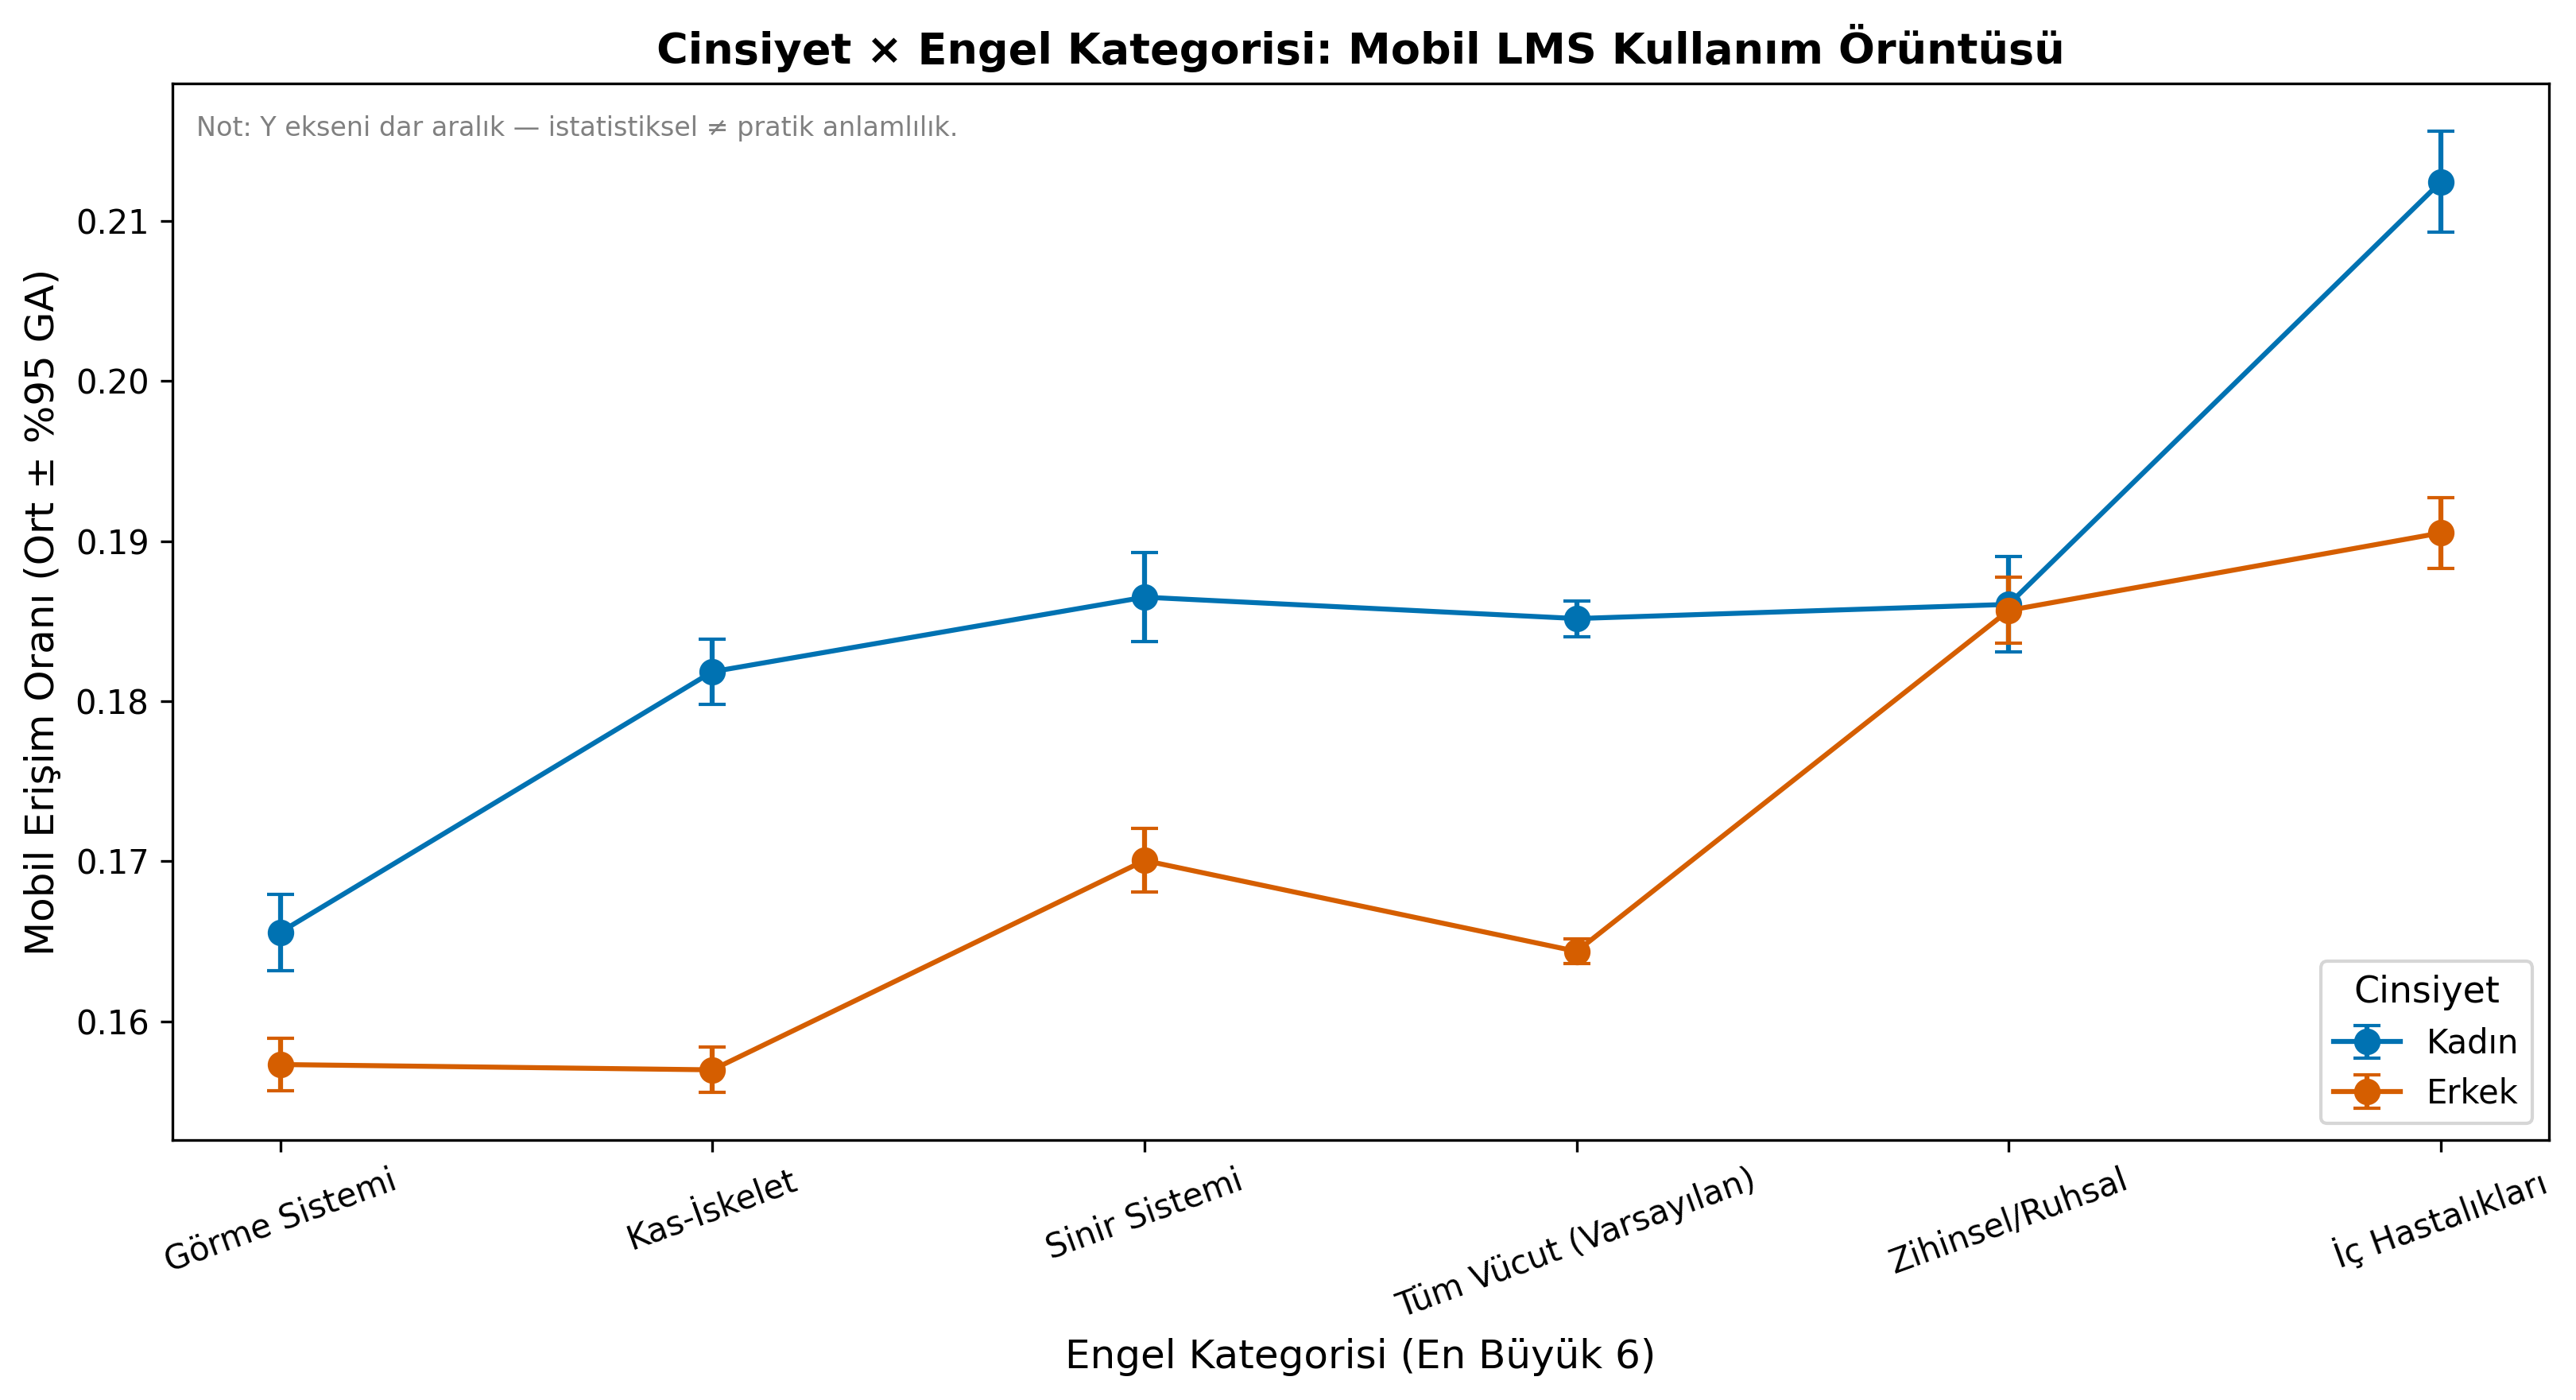 Cinsiyet × Engel Kategorisi: Mobil LMS Kullanım Örüntüsü
Not: Y ekseni dar aralık — istatistiksel ≠ pratik anlamlılık.
Mobil Erişim Oranı (Ort ± %95 GA)
0.21
0.20
0.19
0.18
0.17
0.16
Cinsiyet
Kadın
Erkek
Görme Sistemi
Kas-İskelet
Sinir Sistemi
Tüm Vücut (Varsayılan)
Zihinsel/Ruhsal
İç Hastalıkları
Engel Kategorisi (En Büyük 6)